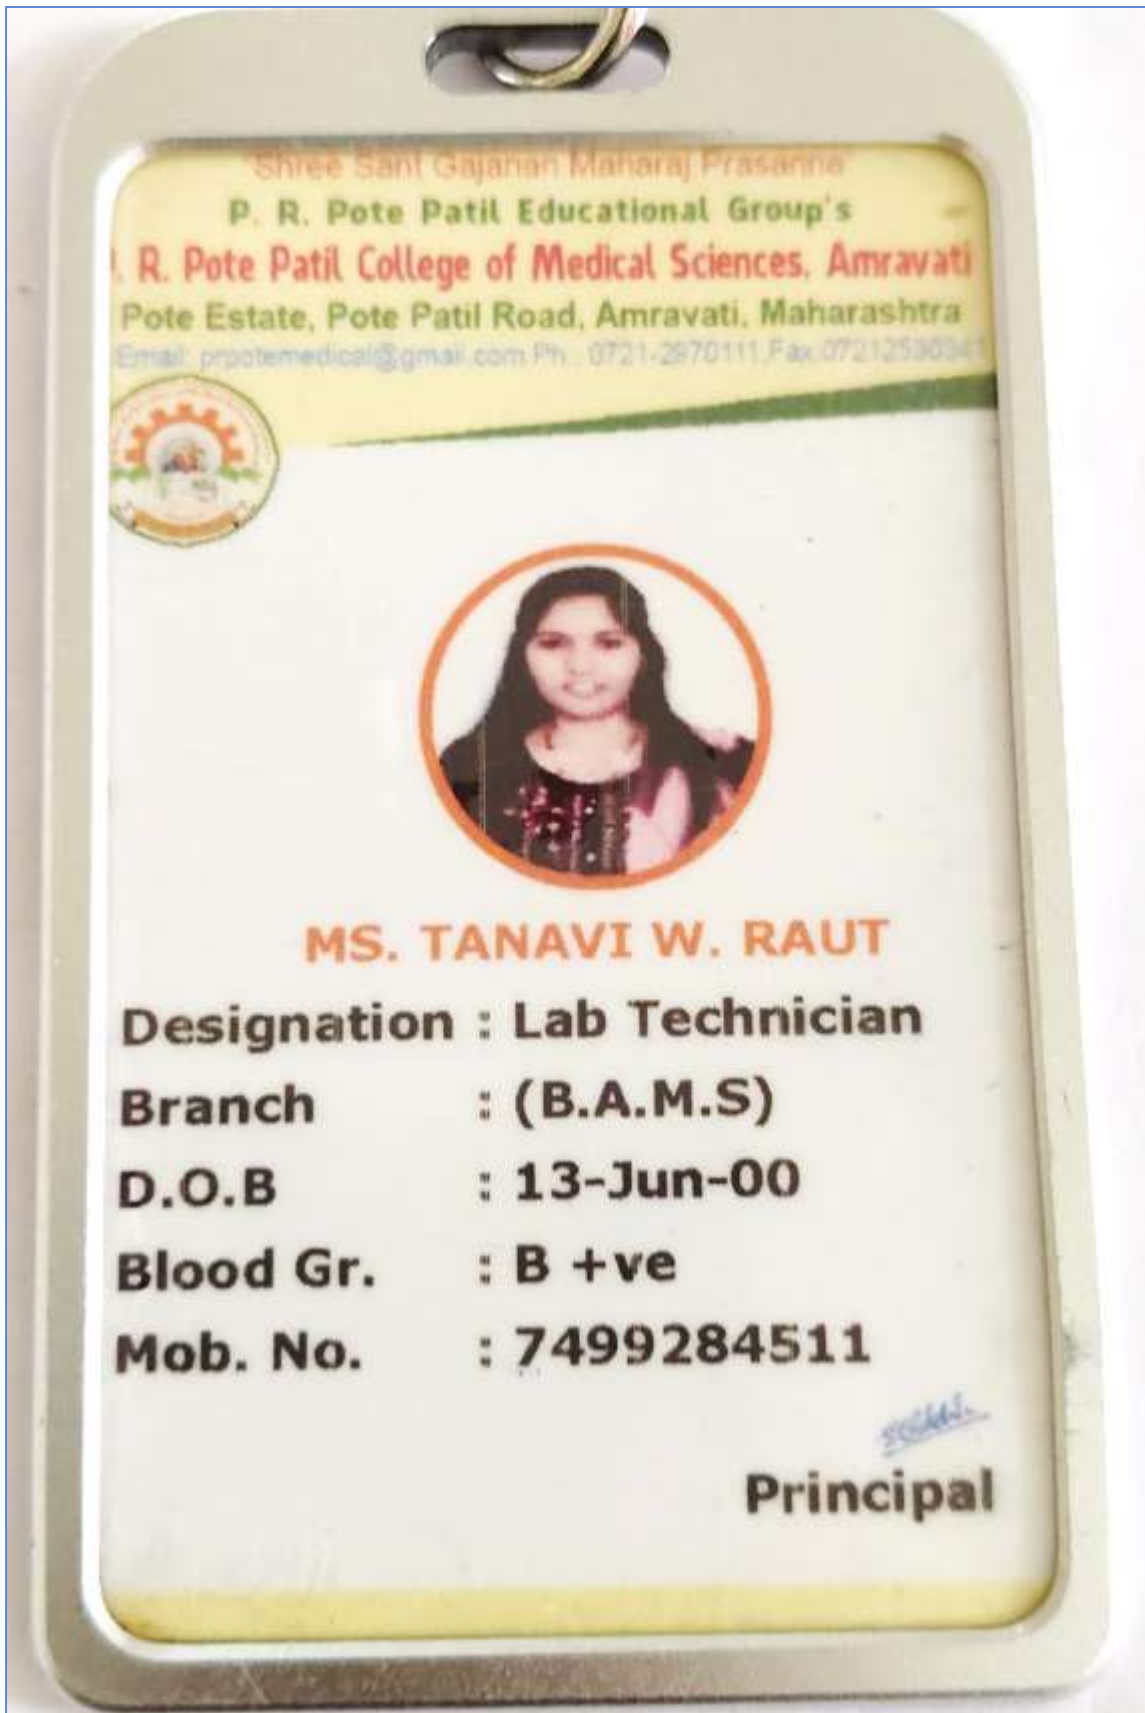 "Shree Sant Gajanan Maharaj Prasanna"
P. R. Pote Patil Educational Group's
. R. Pote Patil College of Medical Sciences, Amravati
Pote Estate, Pote Patil Road, Amravati, Maharashtra
Email: prpotemedical@gmail.com Ph.: 0721-2970111,
MS. TANAVI W. RAUT
Designation : Lab Technician
Branch : (B.A.M.S)
D.O.B : 13-Jun-00
Blood Gr. : B +ve
Mob. No. : 7499284511
Principal